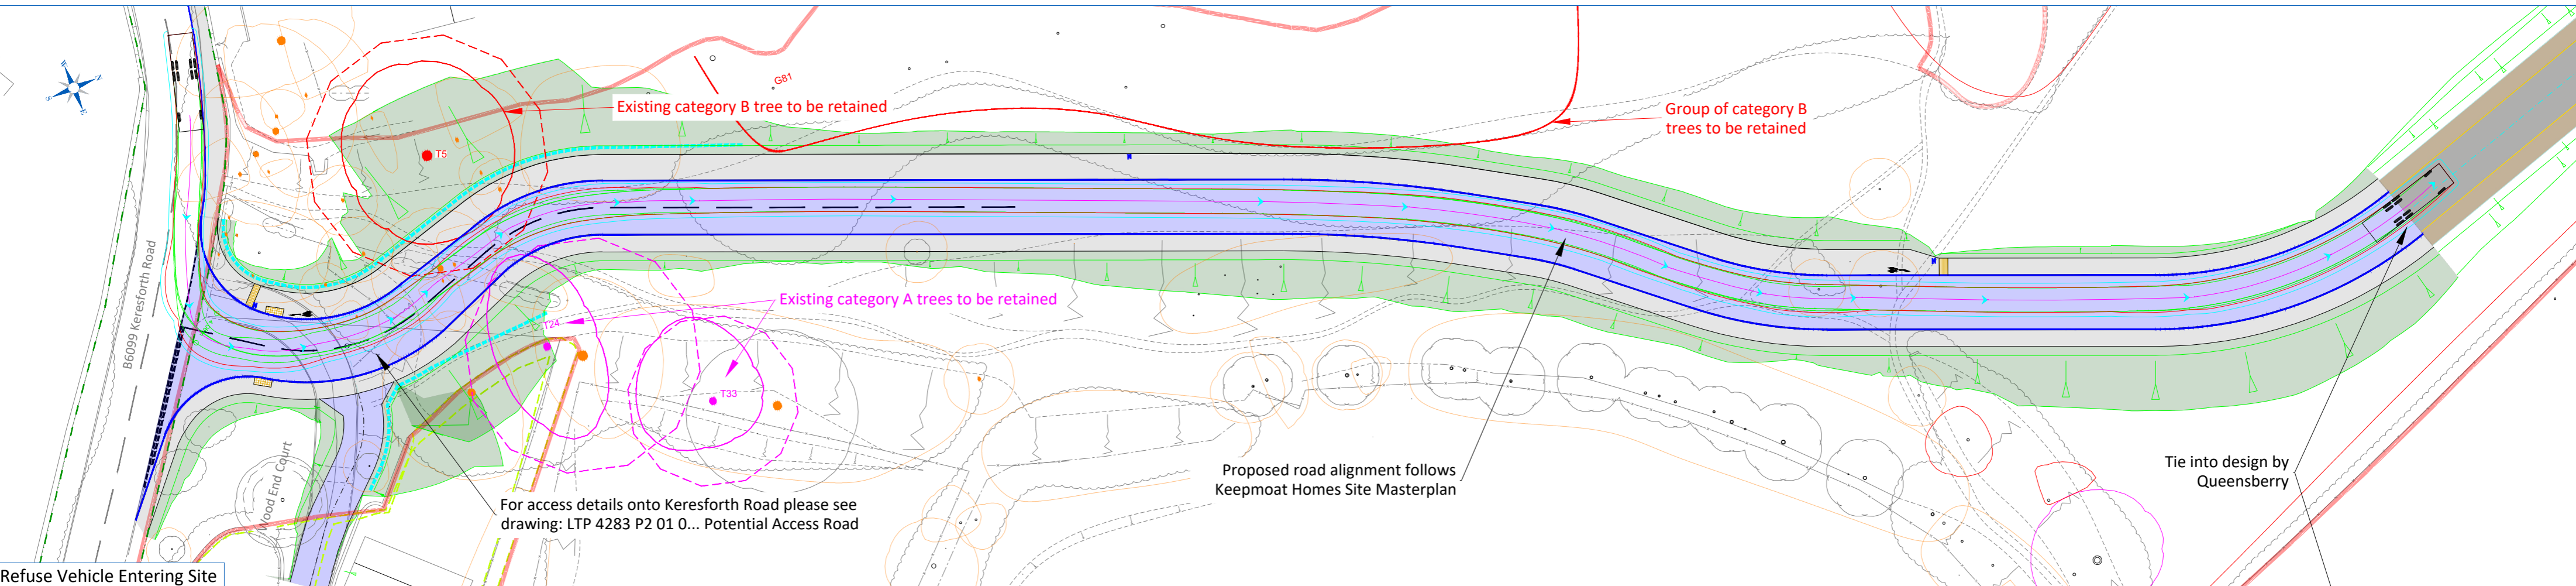 G81
Existing category B tree to be retained
Group of category B
trees to be retained
T5
B6099 Keresforth Road
Existing category A trees to be retained
T24
T33
Wood End Court
For access details onto Keresforth Road please see
drawing: LTP 4283 P2 01 0... Potential Access Road
Proposed road alignment follows
Keepmoat Homes Site Masterplan
Tie into design by
Queensberry
Refuse Vehicle Entering Site